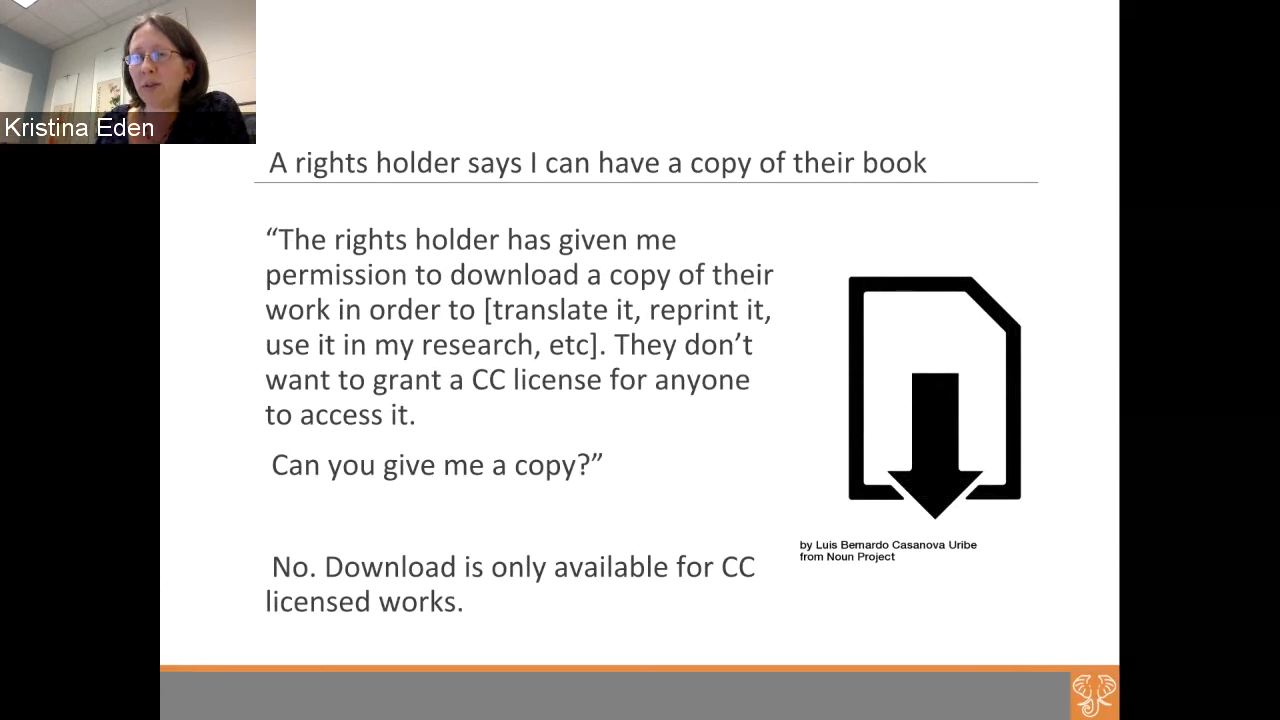 Kristina Eden
A rights holder says I can have a copy of their book
“The rights holder has given me
permission to download a copy of their
work in order to [translate it, reprint it,
use it in my research, etc]. They don’t
want to grant a CC license for anyone
to access it.
Can you give me a copy?”
by Luis Bernardo Casanova Uribe
from Noun Project
No. Download is only available for CC
licensed works.